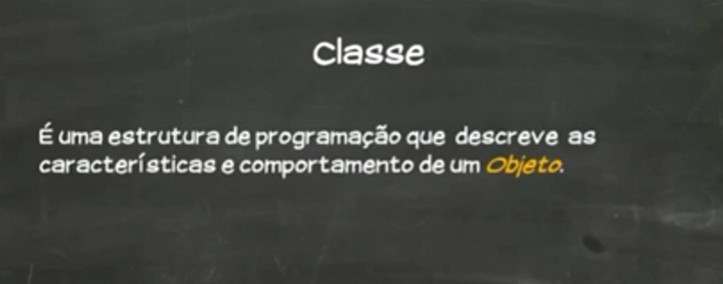 Classe
É uma estrutura de programação que descreve as
características e comportamento de um Objeto.